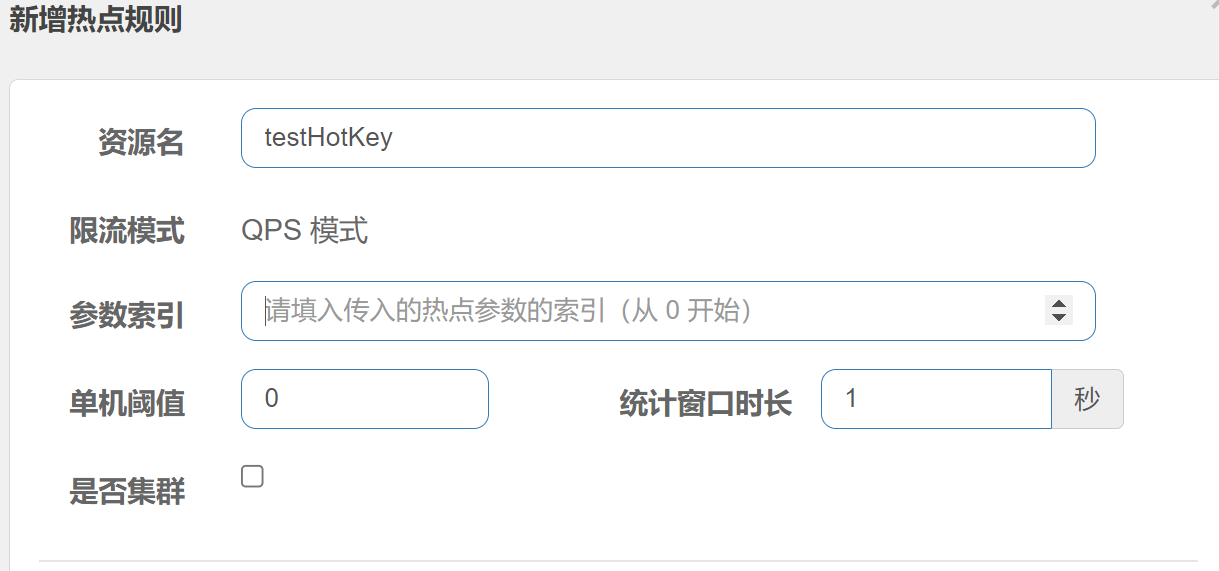 新增热点规则
资源名 testHotKey
限流模式 QPS 模式
参数索引 请填入传入的热点参数的索引（从 0 开始）
单机阈值 0 统计窗口时长 1 秒
是否集群